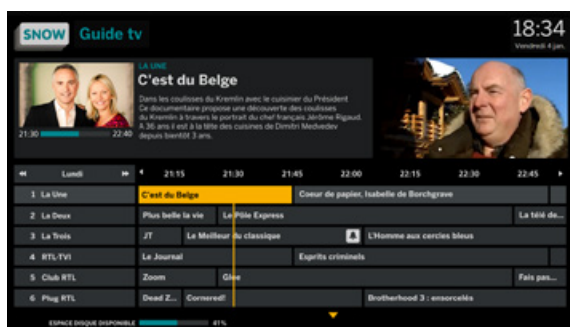 SNOW Guide tv
18:34
Vendredi 4 jan.
LA UNE
C'est du Belge
Dans les coulisses du Kremlin avec le cuisinier du Président
Ce documentaire propose une découverte des coulisses
du Kremlin à travers le portrait du chef français Jérôme Rigaud.
A 36 ans il est à la tête des cuisines de Dimitri Medvedev
depuis bientôt 3 ans.
21:30 22:40
Lundi 21:15 21:30 21:45 22:00 22:15 22:30 22:45
1 La Une C'est du Belge Coeur de papier, Isabelle de Borchgrave
2 La Deux Plus belle la vie Le Pôle Express La télé de...
3 La Trois JT Le Meilleur du classique L'Homme aux cercles bleus
4 RTL-TVI Le Journal Esprits criminels
5 Club RTL Zoom Glee Fais pas...
6 Plug RTL Dead Z... Cornered! Brotherhood 3 : ensorcelés
ESPACE DISQUE DISPONIBLE 41%